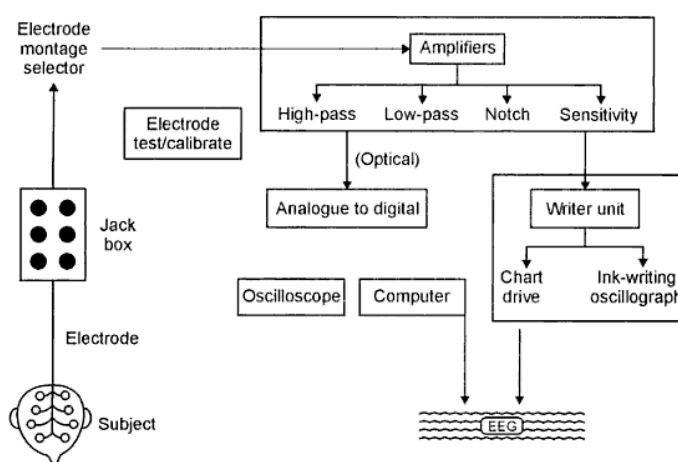 Electrode
montage
selector
Amplifiers
High-pass
Low-pass
Notch
Sensitivity
Electrode
test/calibrate
(Optical)
Analogue to digital
Writer unit
Chart
drive
Ink-writing
oscillograph
Jack
box
Oscilloscope
Computer
Electrode
Subject
EEG